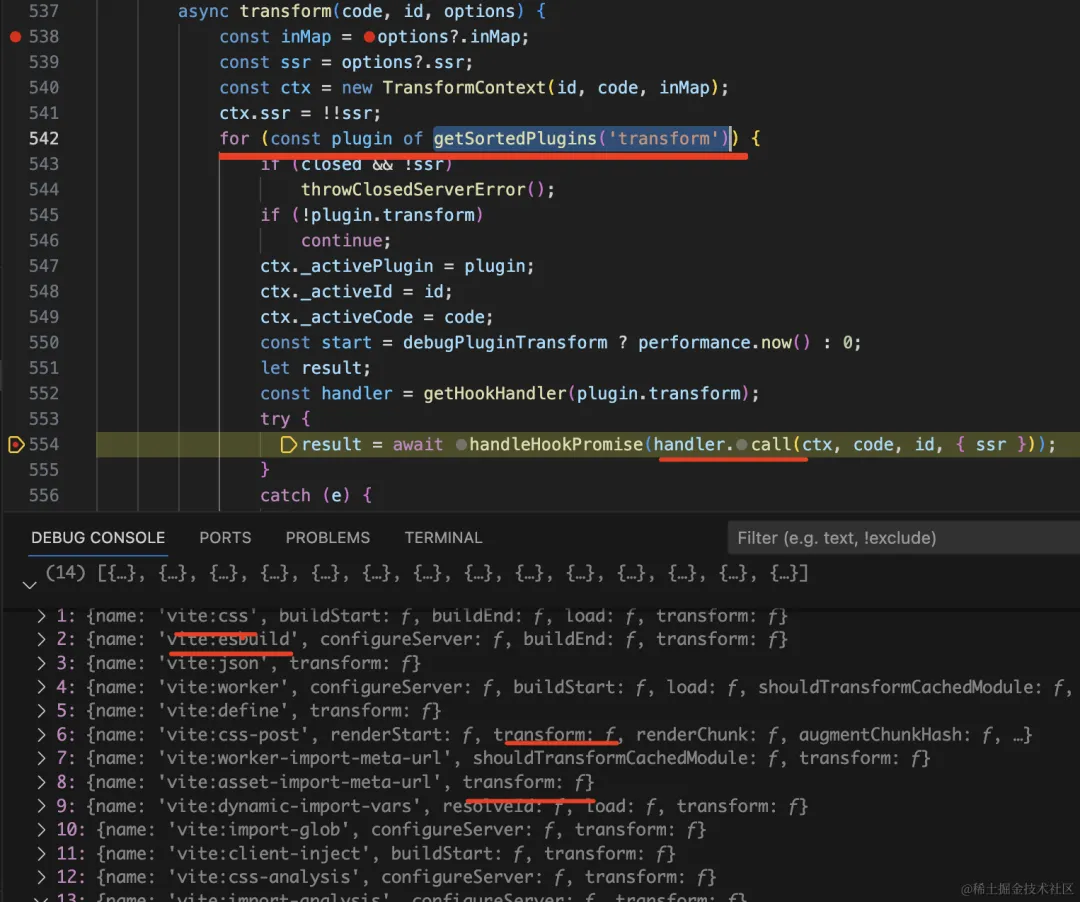 537 async transform(code, id, options) {
538 const inMap = options?.inMap;
539 const ssr = options?.ssr;
540 const ctx = new TransformContext(id, code, inMap);
541 ctx.ssr = !!ssr;
542 for (const plugin of getSortedPlugins('transform')) {
543 if (closed && !ssr)
544 throwClosedServerError();
545 if (!plugin.transform)
546 continue;
547 ctx._activePlugin = plugin;
548 ctx._activeId = id;
549 ctx._activeCode = code;
550 const start = debugPluginTransform ? performance.now() : 0;
551 let result;
552 const handler = getHookHandler(plugin.transform);
553 try {
554 result = await handleHookPromise(handler.call(ctx, code, id, { ssr }));
555 }
556 catch (e) {
DEBUG CONSOLE PORTS PROBLEMS TERMINAL Filter (e.g. text, !exclude)
(14) [{…}, {…}, {…}, {…}, {…}, {…}, {…}, {…}, {…}, {…}, {…}, {…}, {…}, {…}]
1: {name: 'vite:css', buildStart: ƒ, buildEnd: ƒ, load: ƒ, transform: ƒ}
2: {name: 'vite:esbuild', configureServer: ƒ, buildEnd: ƒ, transform: ƒ}
3: {name: 'vite:json', transform: ƒ}
4: {name: 'vite:worker', configureServer: ƒ, buildStart: ƒ, load: ƒ, shouldTransformCachedModule: ƒ,
5: {name: 'vite:define', transform: ƒ}
6: {name: 'vite:css-post', renderStart: ƒ, transform: ƒ, renderChunk: ƒ, augmentChunkHash: ƒ, …}
7: {name: 'vite:worker-import-meta-url', shouldTransformCachedModule: ƒ, transform: ƒ}
8: {name: 'vite:asset-import-meta-url', transform: ƒ}
9: {name: 'vite:dynamic-import-vars', resolveId: ƒ, load: ƒ, transform: ƒ}
10: {name: 'vite:import-glob', configureServer: ƒ, transform: ƒ}
11: {name: 'vite:client-inject', buildStart: ƒ, transform: ƒ}
12: {name: 'vite:css-analysis', configureServer: ƒ, transform: ƒ}
13: {name: 'vite:import-analysis', configureServer: ƒ, transform: ƒ}
@稀土掘金技术社区